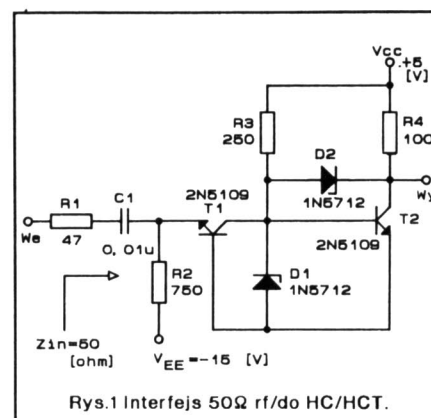 Vcc
+5
[V]
R3
250
R4
100
D2
1N5712
Wy
R1
47
C1
0,01u
2N5109
T1
T2
2N5109
We
R2
750
D1
1N5712
Zin=50
[ohm]
VEE=-15 [V]
Rys.1 Interfejs 50Ω rf/do HC/HCT.